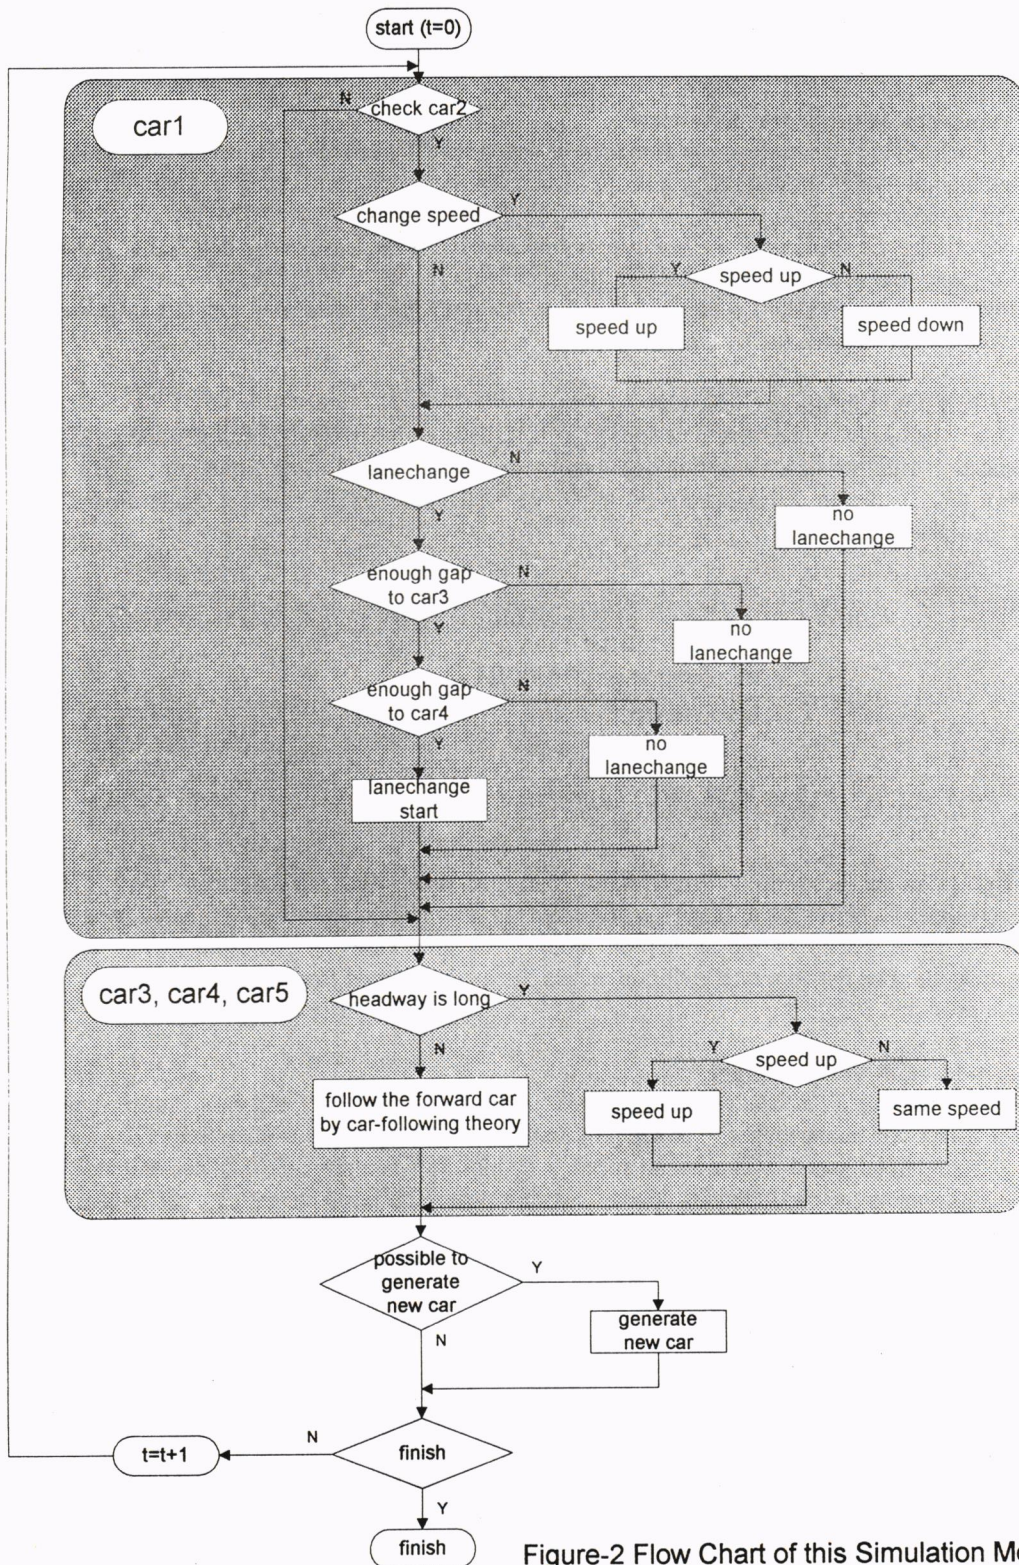 start (t=0)
car1
check car2
N
Y
change speed
Y
N
speed up
Y
N
speed up
speed down
lanechange
N
Y
no
lanechange
enough gap
to car3
N
Y
no
lanechange
enough gap
to car4
N
Y
no
lanechange
lanechange
start
car3, car4, car5
headway is long
Y
N
speed up
Y
N
follow the forward car
by car-following theory
speed up
same speed
possible to
generate
new car
Y
N
generate
new car
finish
N
Y
t=t+1
finish
Figure-2 Flow Chart of this Simulation